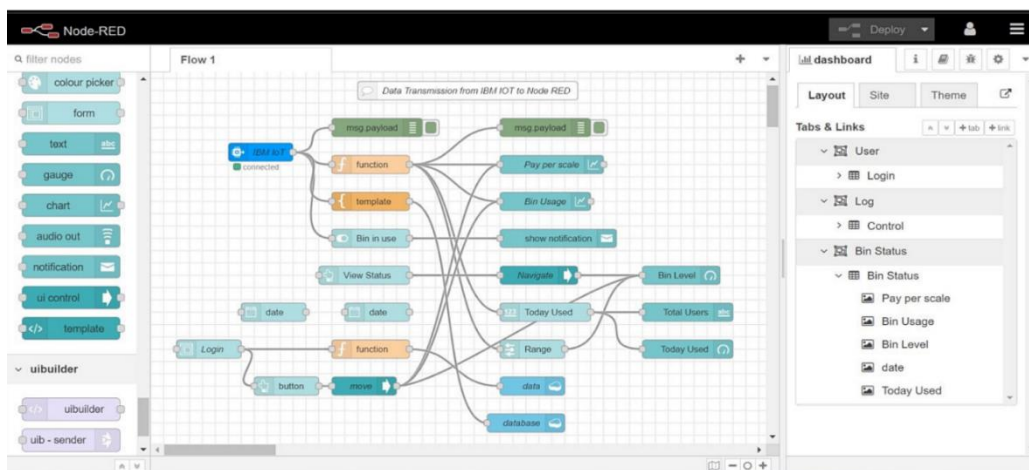 Node-RED
Deploy
filter nodes
Flow 1
dashboard
i
colour picker
form
text
abc
gauge
chart
audio out
notification
ui control
template
uibuilder
uibuilder
uib - sender
Data Transmission from IBM IOT to Node RED
msg.payload
msg.payload
IBM IoT
connected
function
Pay per scale
template
Bin Usage
Bin in use
show notification
View Status
Navigate
Bin Level
date
date
123
Today Used
Total Users
abc
Login
function
Range
Today Used
button
move
data
database
Layout
Site
Theme
Tabs & Links
+tab
+link
User
Login
Log
Control
Bin Status
Bin Status
Pay per scale
Bin Usage
Bin Level
date
Today Used